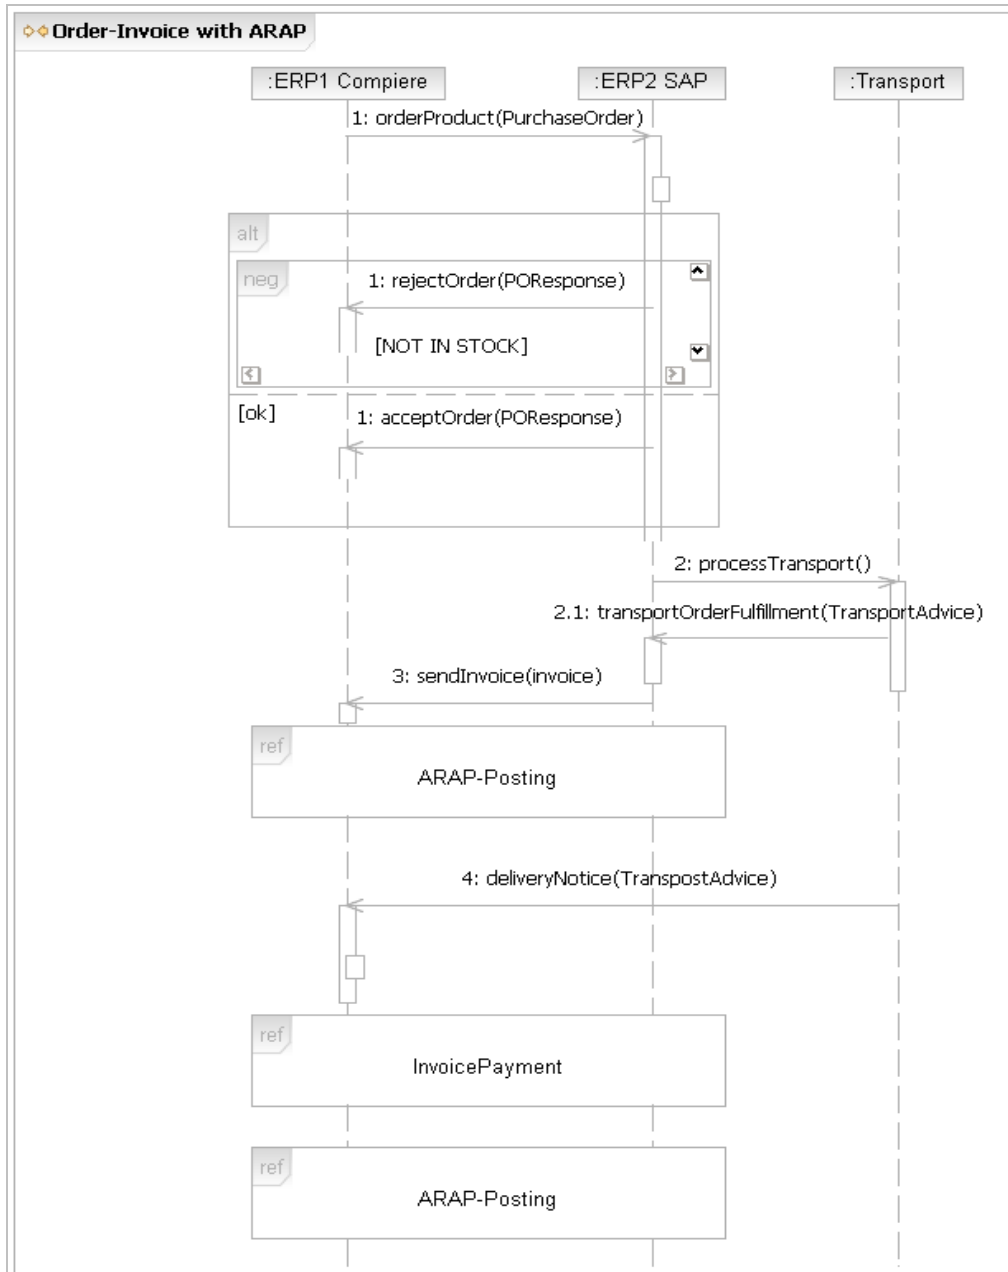 Order-Invoice with ARAP
:ERP1 Compiere
:ERP2 SAP
:Transport
1: orderProduct(PurchaseOrder)
alt
neg
1: rejectOrder(POResponse)
[NOT IN STOCK]
[ok]
1: acceptOrder(POResponse)
2: processTransport()
2.1: transportOrderFulfillment(TransportAdvice)
3: sendInvoice(invoice)
ref
ARAP-Posting
4: deliveryNotice(TranspostAdvice)
ref
InvoicePayment
ref
ARAP-Posting